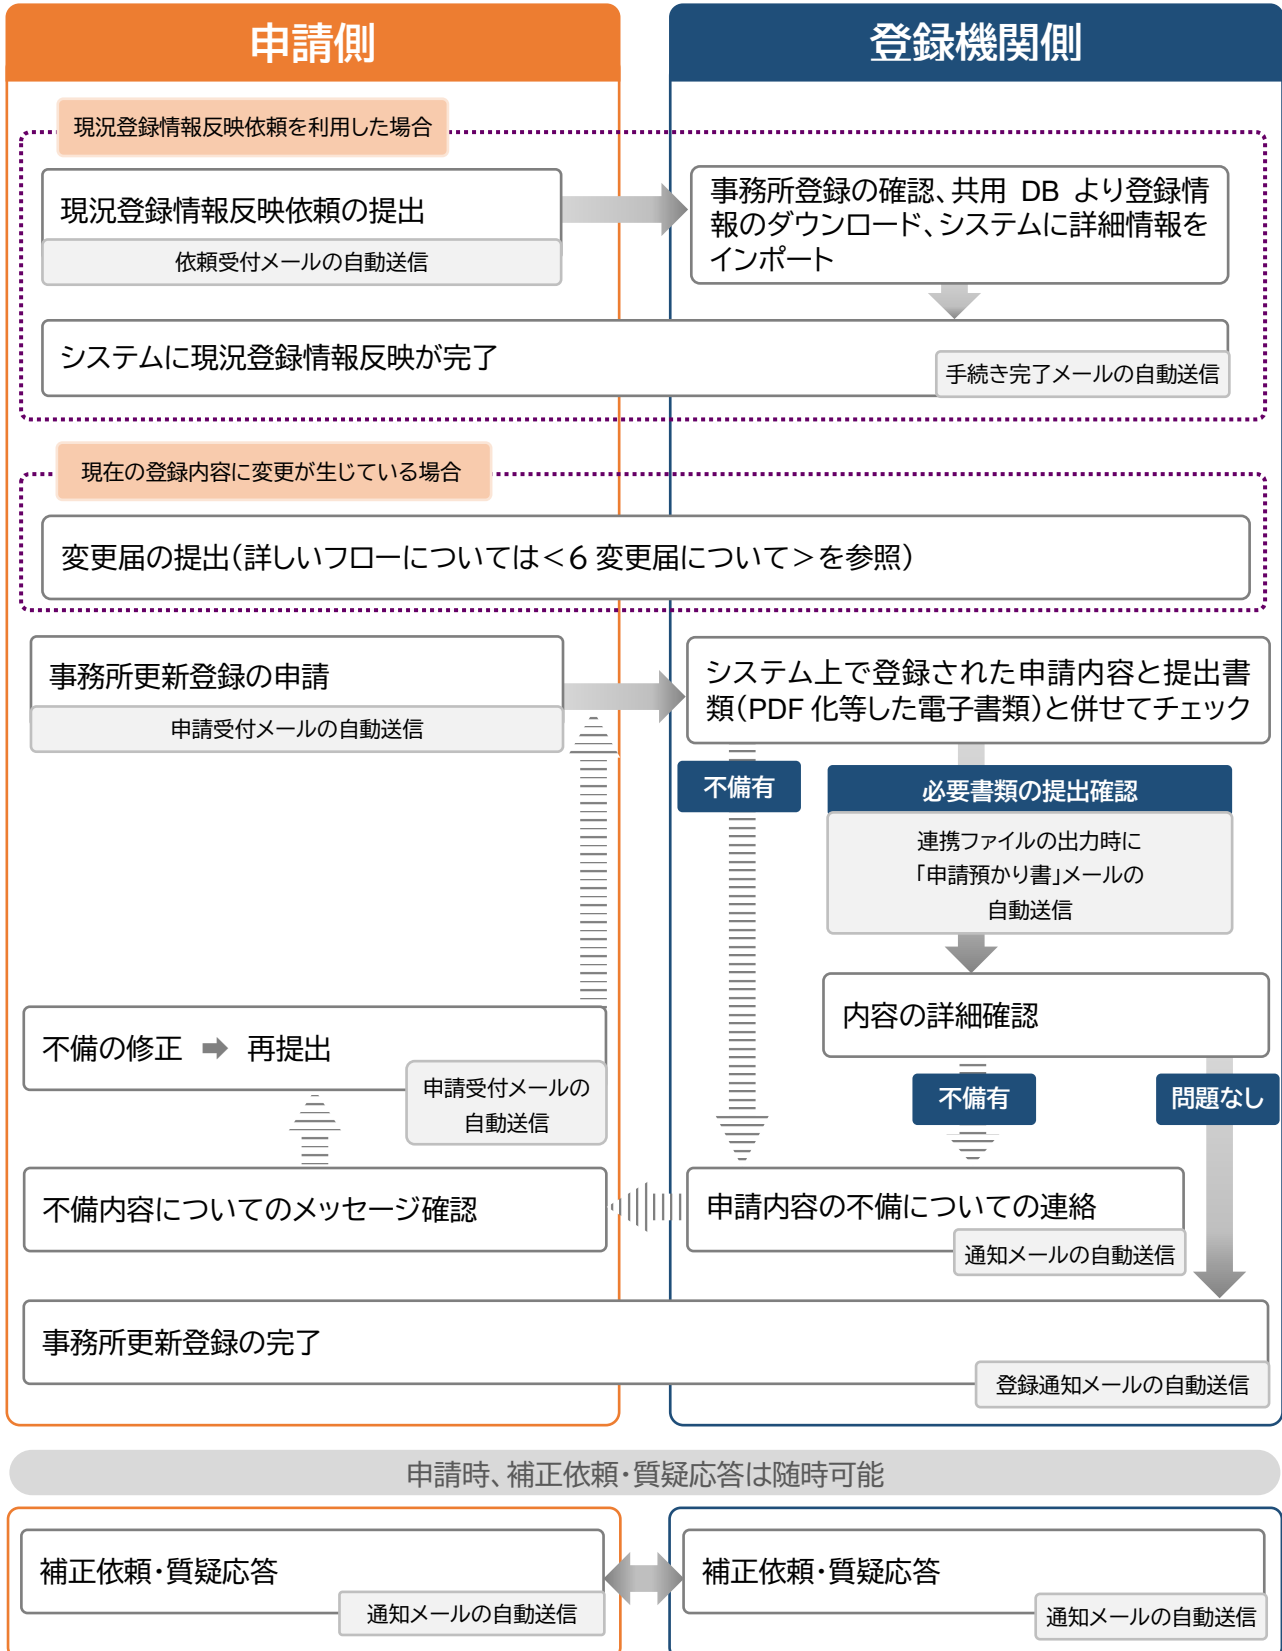 申請側
登録機関側
現況登録情報反映依頼を利用した場合
現況登録情報反映依頼の提出
依頼受付メールの自動送信
事務所登録の確認、共用 DB より登録情
報のダウンロード、システムに詳細情報を
インポート
システムに現況登録情報反映が完了
手続き完了メールの自動送信
現在の登録内容に変更が生じている場合
変更届の提出(詳しいフローについては<6 変更届について>を参照)
事務所更新登録の申請
申請受付メールの自動送信
システム上で登録された申請内容と提出書
類(PDF 化等した電子書類)と併せてチェック
不備有
必要書類の提出確認
連携ファイルの出力時に
「申請預かり書」メールの
自動送信
内容の詳細確認
不備の修正 ➡ 再提出
申請受付メールの
自動送信
不備有
問題なし
不備内容についてのメッセージ確認
申請内容の不備についての連絡
通知メールの自動送信
事務所更新登録の完了
登録通知メールの自動送信
申請時、補正依頼・質疑応答は随時可能
補正依頼・質疑応答
通知メールの自動送信
補正依頼・質疑応答
通知メールの自動送信